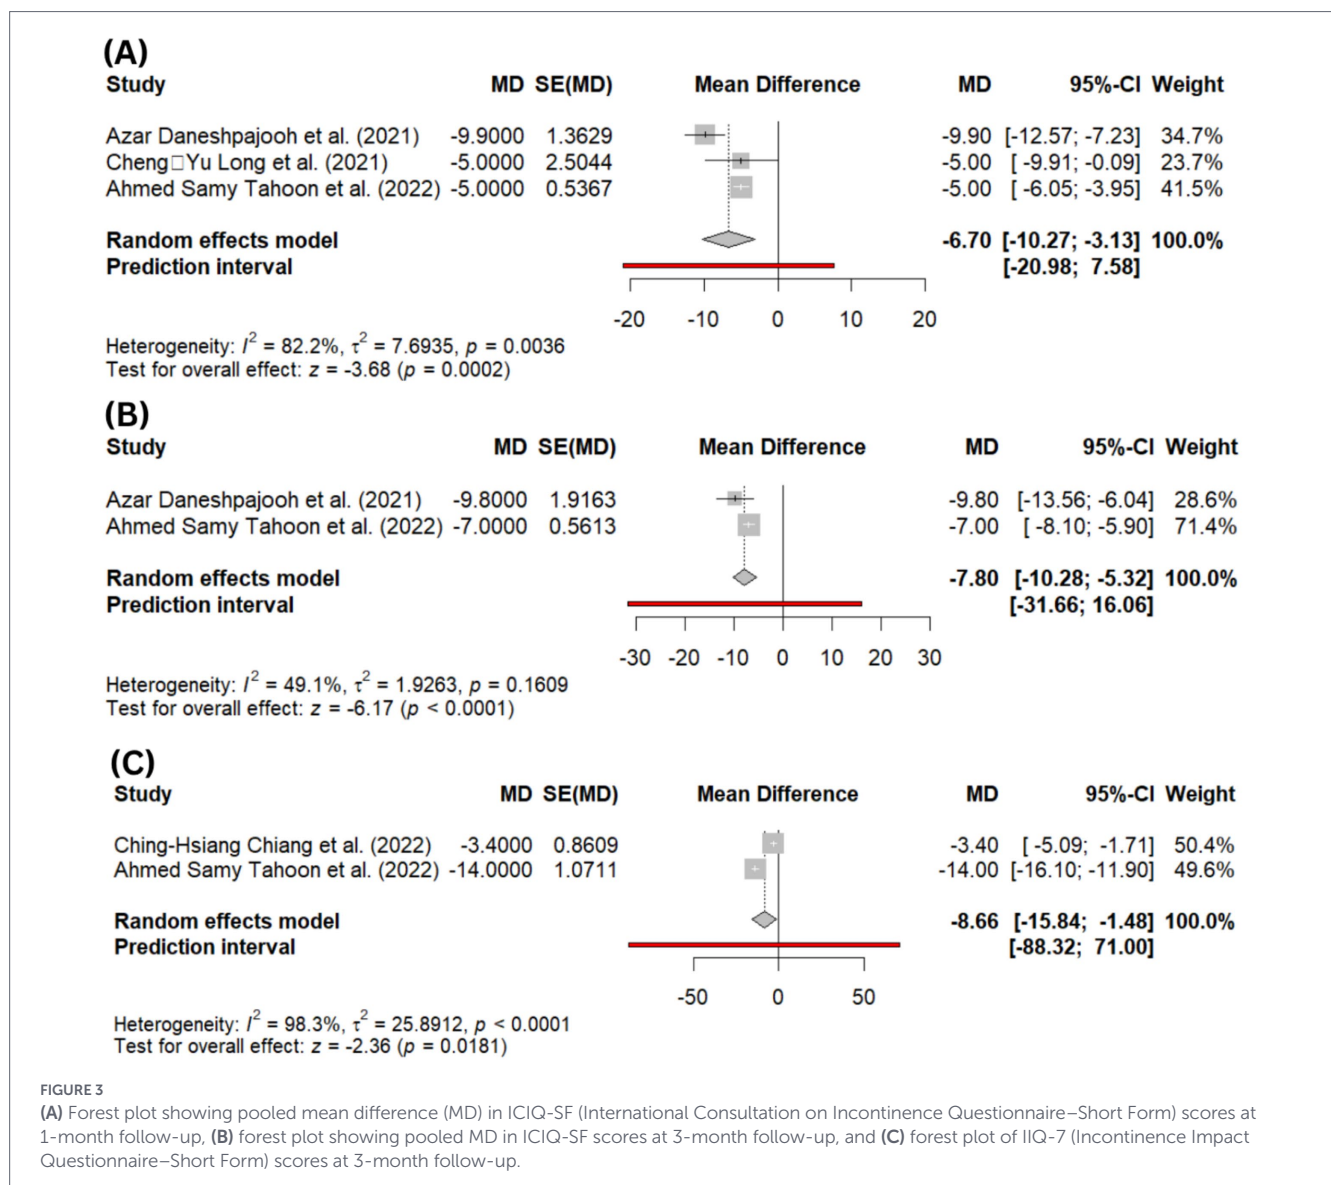 (A)
Study MD SE(MD) Mean Difference MD 95%-CI Weight
Azar Daneshpajooh et al. (2021) -9.9000 1.3629 -9.90 [-12.57; -7.23] 34.7%
Cheng□Yu Long et al. (2021) -5.0000 2.5044 -5.00 [ -9.91; -0.09] 23.7%
Ahmed Samy Tahoon et al. (2022) -5.0000 0.5367 -5.00 [ -6.05; -3.95] 41.5%
Random effects model -6.70 [-10.27; -3.13] 100.0%
Prediction interval [-20.98; 7.58]
-20 -10 0 10 20
Heterogeneity: I² = 82.2%, τ² = 7.6935, p = 0.0036
Test for overall effect: z = -3.68 (p = 0.0002)
(B)
Study MD SE(MD) Mean Difference MD 95%-CI Weight
Azar Daneshpajooh et al. (2021) -9.8000 1.9163 -9.80 [-13.56; -6.04] 28.6%
Ahmed Samy Tahoon et al. (2022) -7.0000 0.5613 -7.00 [ -8.10; -5.90] 71.4%
Random effects model -7.80 [-10.28; -5.32] 100.0%
Prediction interval [-31.66; 16.06]
-30 -20 -10 0 10 20 30
Heterogeneity: I² = 49.1%, τ² = 1.9263, p = 0.1609
Test for overall effect: z = -6.17 (p < 0.0001)
(C)
Study MD SE(MD) Mean Difference MD 95%-CI Weight
Ching-Hsiang Chiang et al. (2022) -3.4000 0.8609 -3.40 [ -5.09; -1.71] 50.4%
Ahmed Samy Tahoon et al. (2022) -14.0000 1.0711 -14.00 [-16.10; -11.90] 49.6%
Random effects model -8.66 [-15.84; -1.48] 100.0%
Prediction interval [-88.32; 71.00]
-50 0 50
Heterogeneity: I² = 98.3%, τ² = 25.8912, p < 0.0001
Test for overall effect: z = -2.36 (p = 0.0181)
FIGURE 3
(A) Forest plot showing pooled mean difference (MD) in ICIQ-SF (International Consultation on Incontinence Questionnaire–Short Form) scores at
1-month follow-up, (B) forest plot showing pooled MD in ICIQ-SF scores at 3-month follow-up, and (C) forest plot of IIQ-7 (Incontinence Impact
Questionnaire–Short Form) scores at 3-month follow-up.